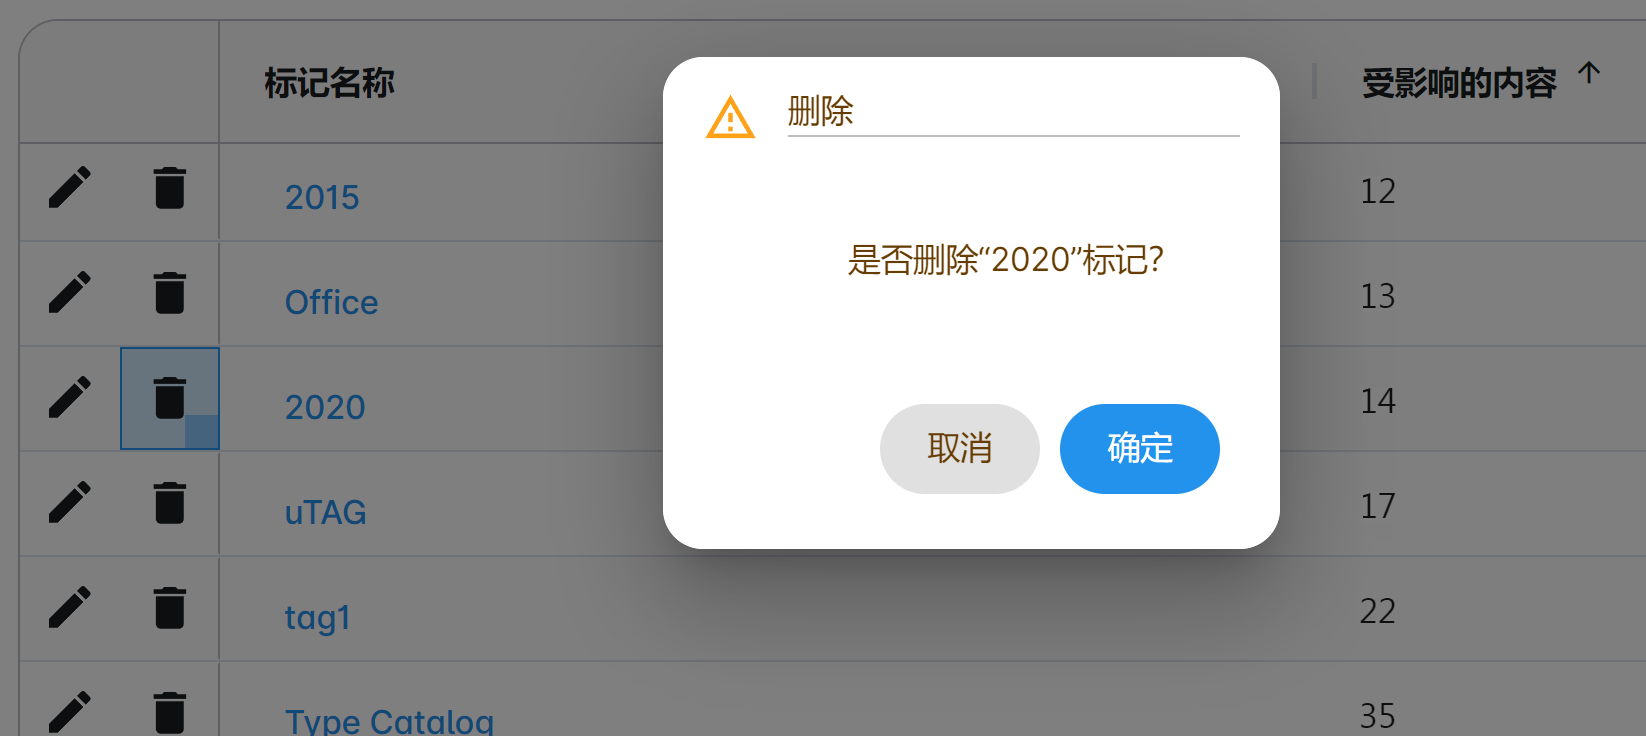 标记名称
受影响的内容
删除
2015
12
是否删除“2020”标记？
Office
13
2020
14
取消
确定
uTAG
17
tag1
22
Type Catalog
35